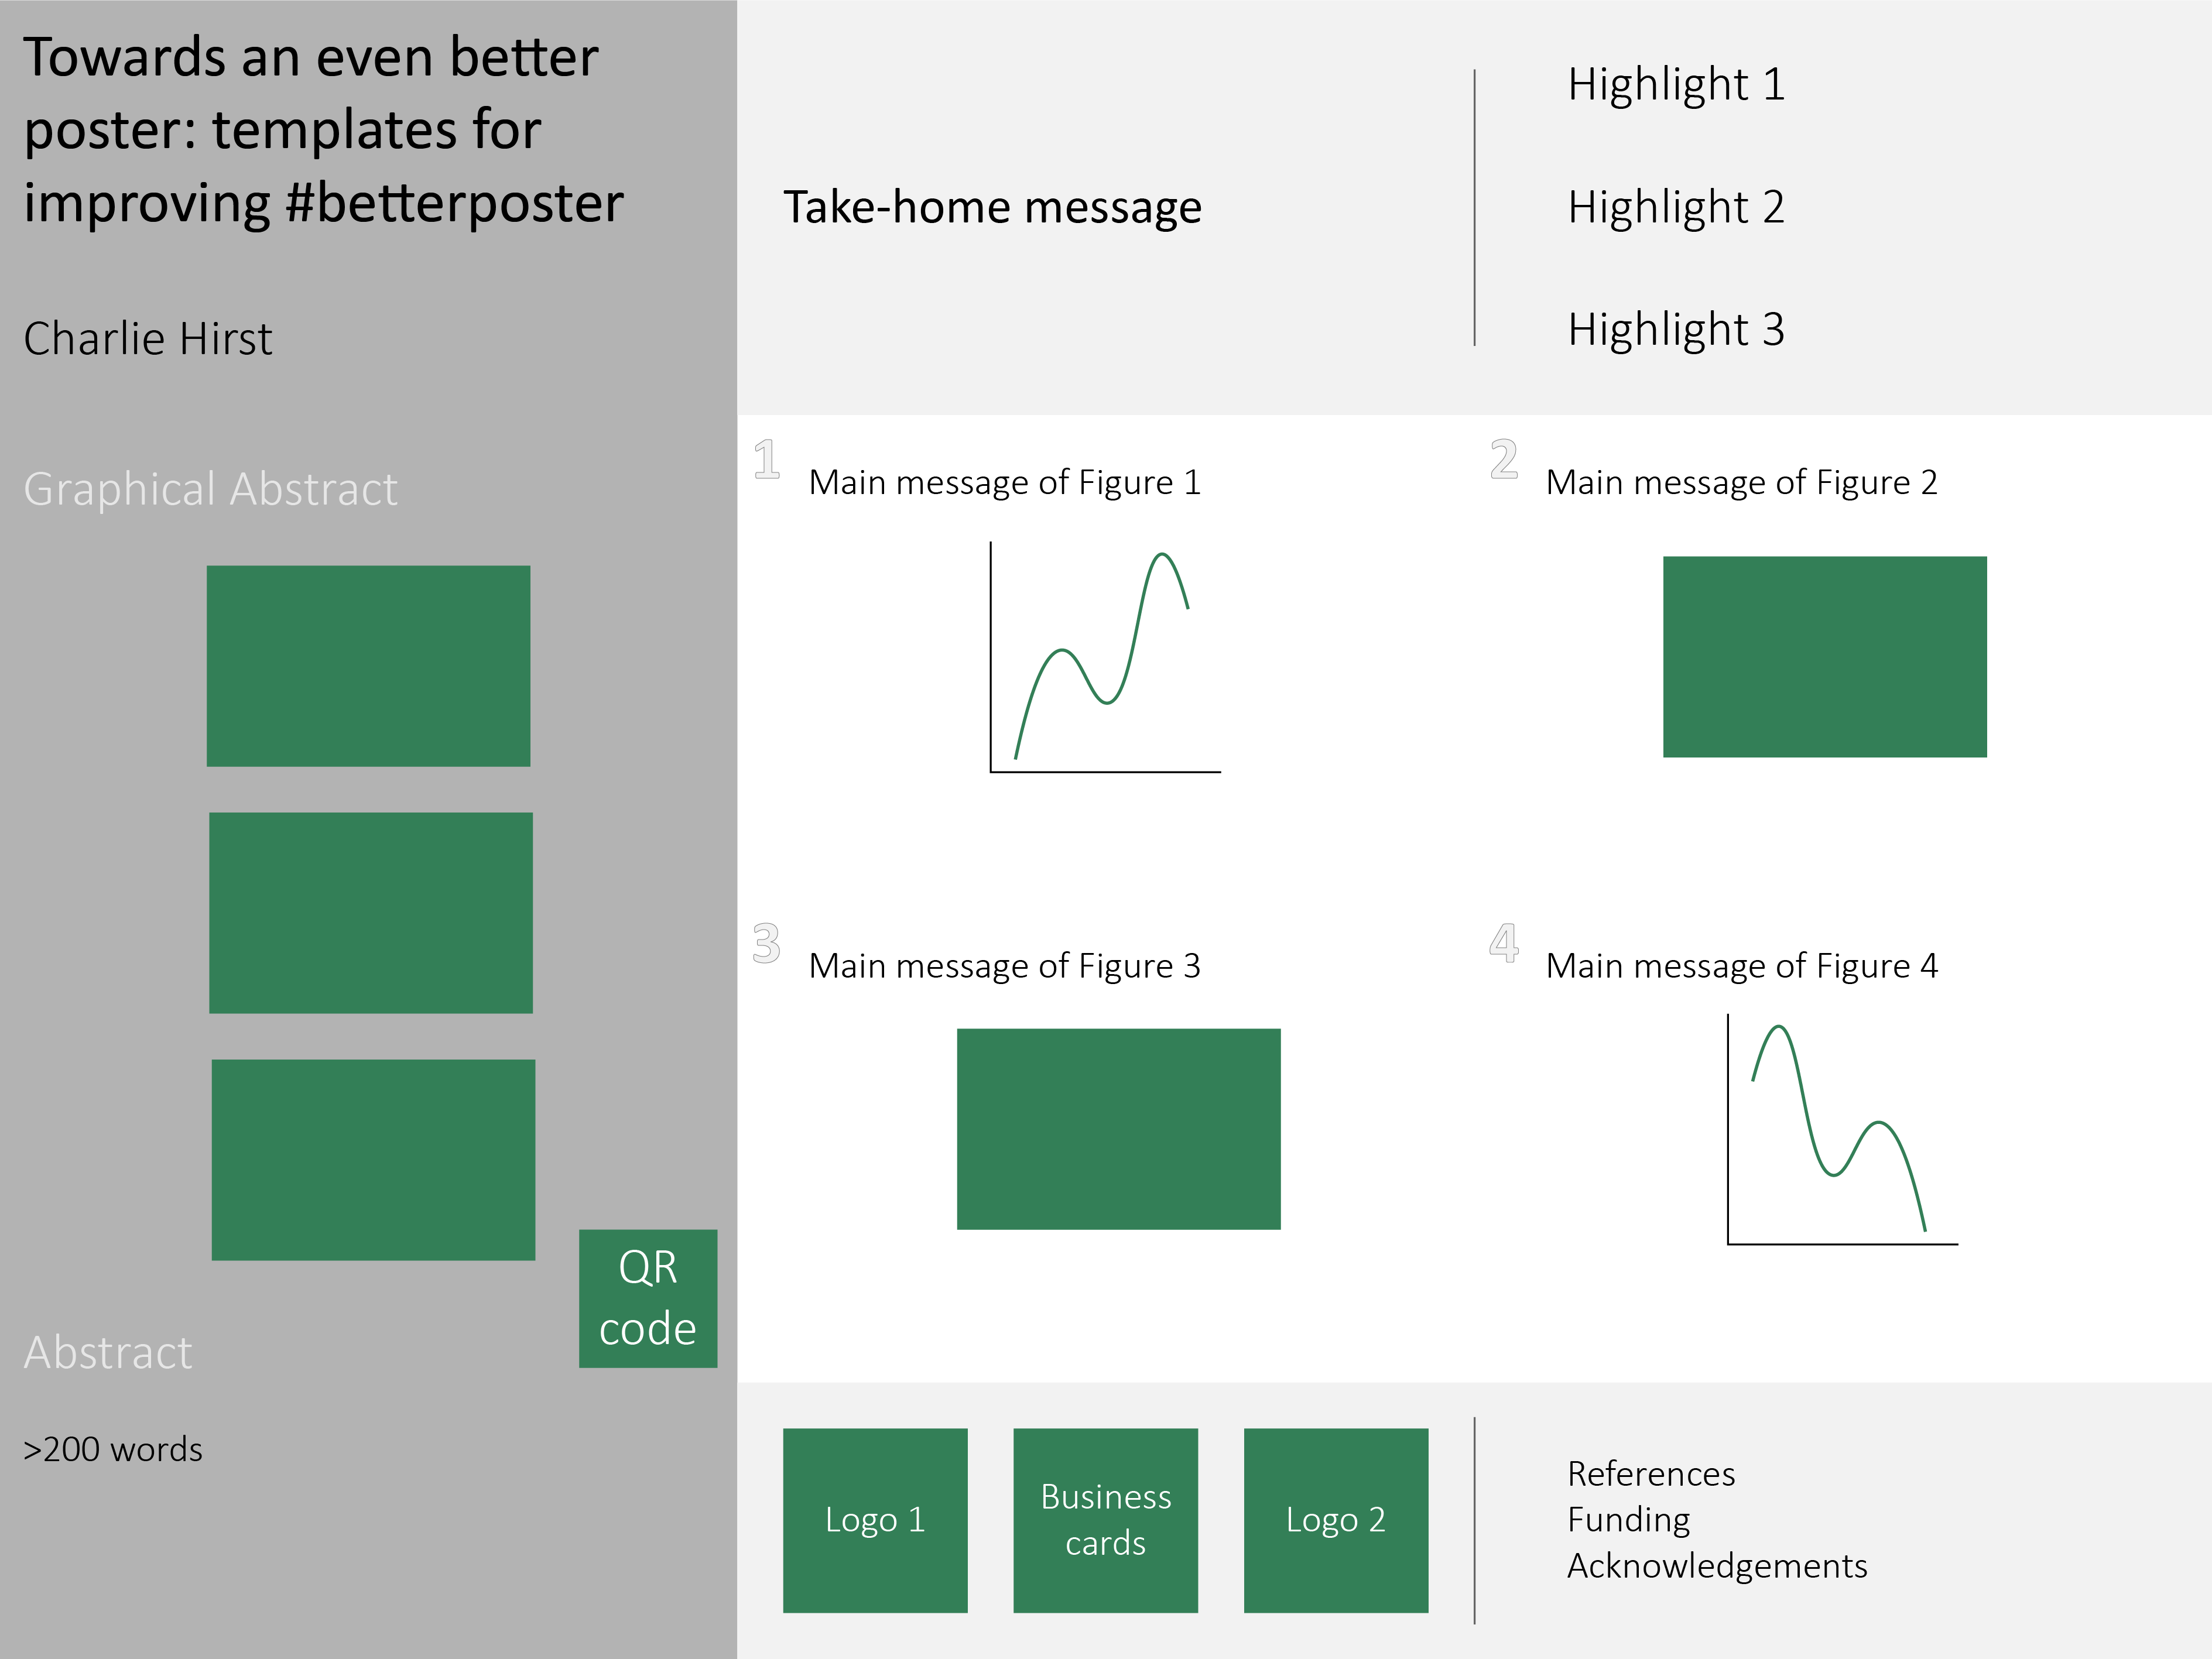 Towards an even better
poster: templates for
improving #betterposter
Charlie Hirst
Graphical Abstract
QR
code
Abstract
>200 words
Take-home message
Highlight 1
Highlight 2
Highlight 3
1
Main message of Figure 1
2
Main message of Figure 2
3
Main message of Figure 3
4
Main message of Figure 4
Logo 1
Business
cards
Logo 2
References
Funding
Acknowledgements